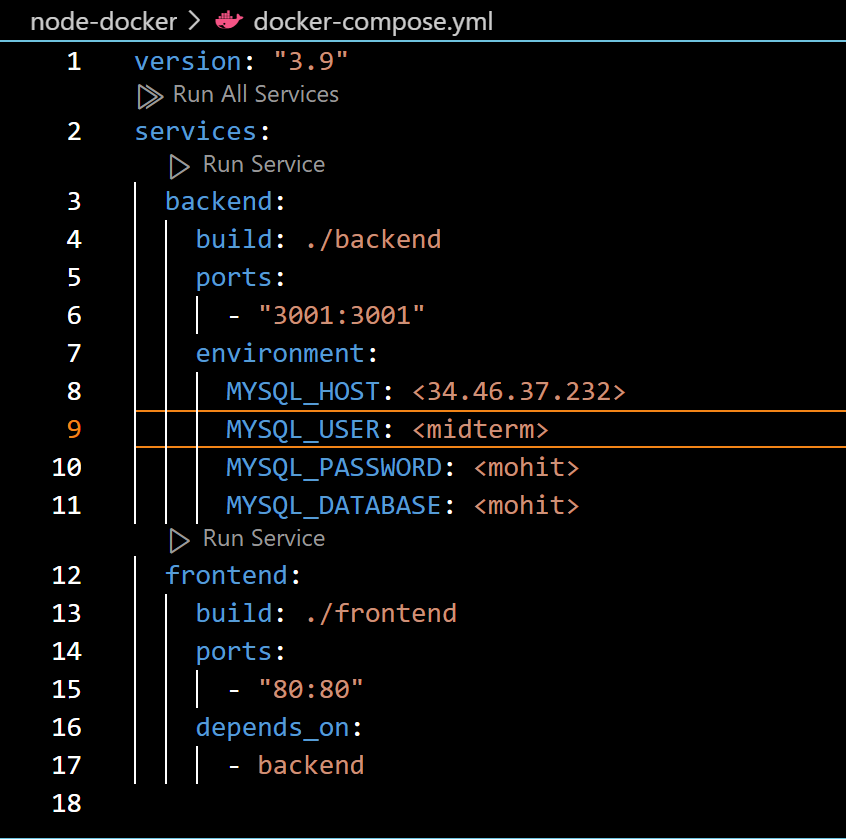 node-docker > docker-compose.yml
1 version: "3.9"
Run All Services
2 services:
Run Service
3 backend:
4 build: ./backend
5 ports:
6 - "3001:3001"
7 environment:
8 MYSQL_HOST: <34.46.37.232>
9 MYSQL_USER: <midterm>
10 MYSQL_PASSWORD: <mohit>
11 MYSQL_DATABASE: <mohit>
Run Service
12 frontend:
13 build: ./frontend
14 ports:
15 - "80:80"
16 depends_on:
17 - backend
18